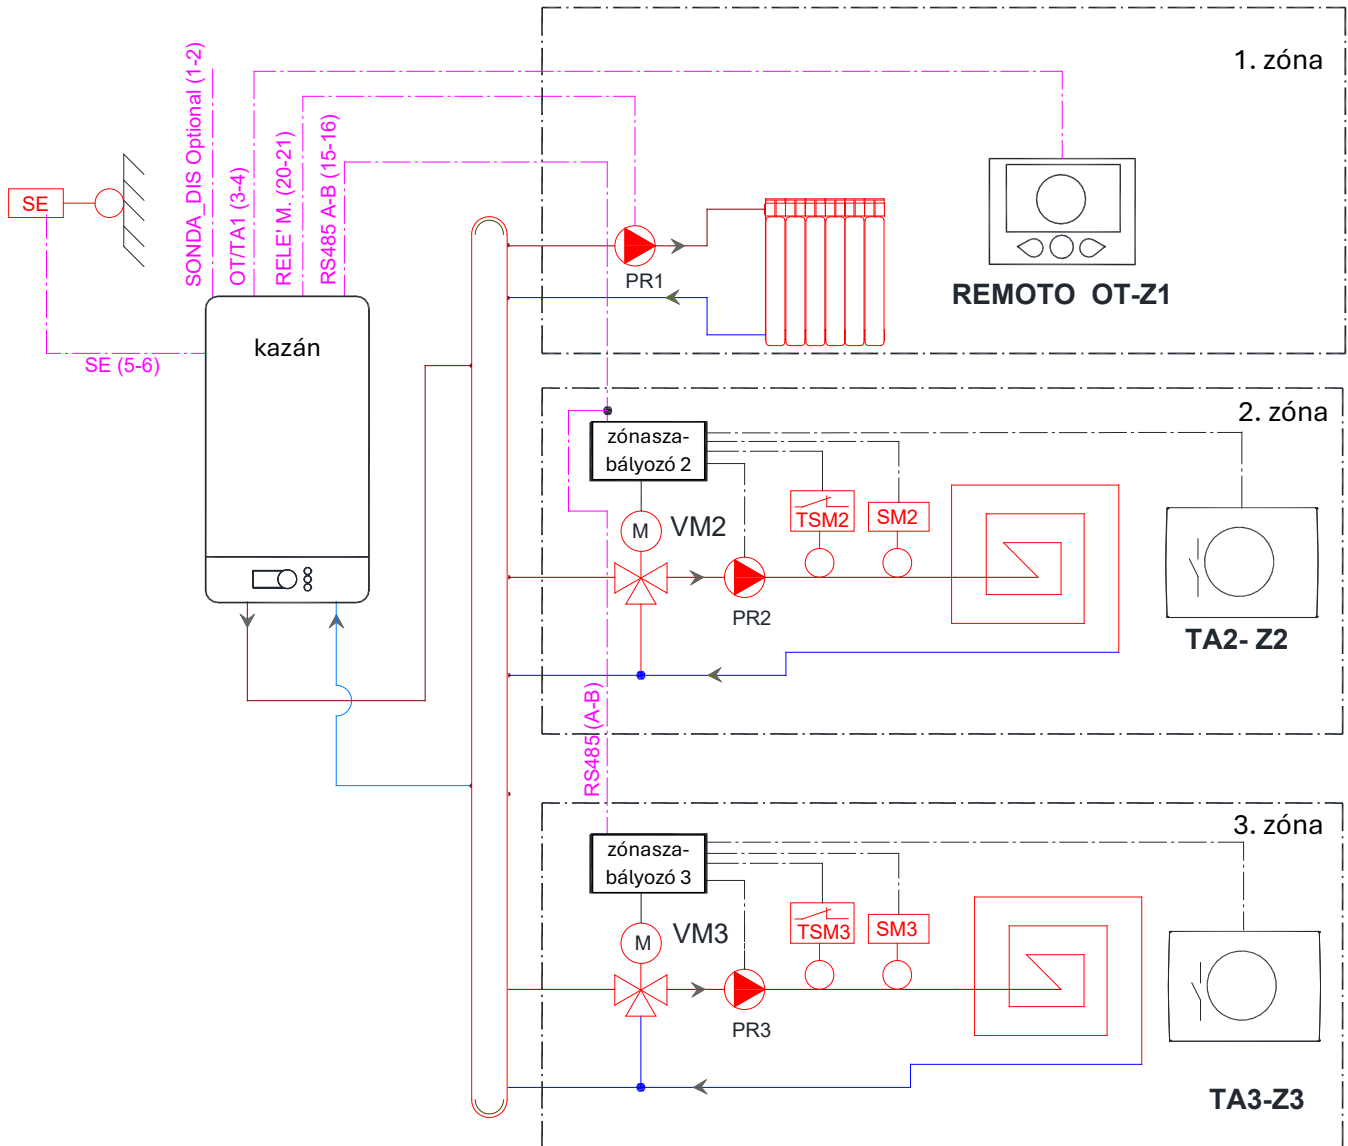 1. zóna
SONDA_DIS Optional (1-2)
OT/TA1 (3-4)
RELE' M. (20-21)
RS485 A-B (15-16)
SE
PR1
REMOTO OT-Z1
kazán
SE (5-6)
2. zóna
zónasza-
bályozó 2
TSM2
SM2
M
VM2
PR2
TA2- Z2
RS485 (A-B)
3. zóna
zónasza-
bályozó 3
TSM3
SM3
M
VM3
PR3
TA3-Z3